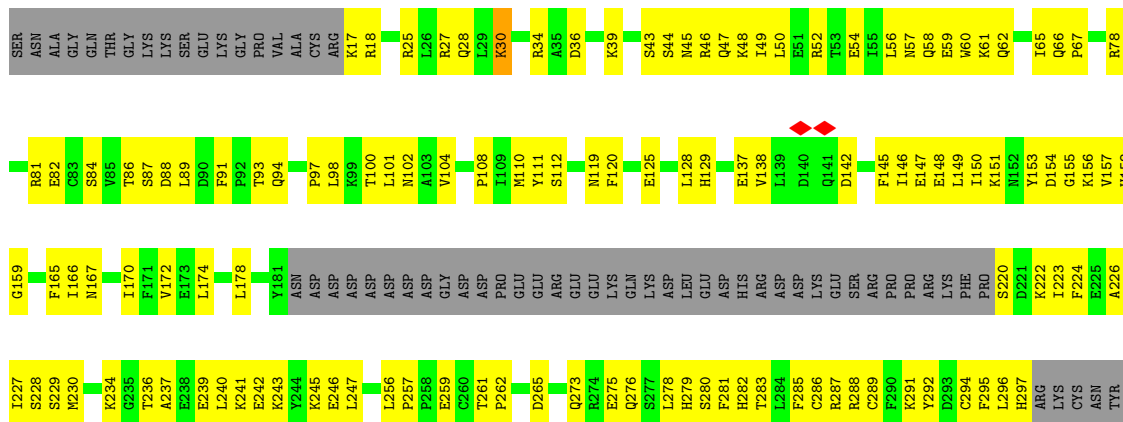 SER ASN ALA GLY GLN THR GLY LYS LYS SER GLU LYS GLY PRO VAL ALA CYS ARG K17 R18 R25 L26 R27 Q28 L29 K30 R34 A35 D36 K39 S43 S44 N45 R46 Q47 K48 I49 L50 E51 R52 T53 E54 I55 L56 N57 Q58 E59 W60 K61 Q62 I65 Q66 P67 R78
R81 E82 C83 S84 V85 T86 S87 D88 L89 D90 F91 P92 T93 Q94 P97 L98 K99 T100 L101 N102 A103 V104 P108 I109 M110 Y111 S112 N119 F120 E125 L128 H129 E137 V138 L139 D140 Q141 D142 F145 I146 E147 E148 L149 I150 K151 N152 Y153 D154 G155 K156 V157
G159 F165 I166 N167 I170 F171 V172 E173 L174 L178 Y181 ASN ASP ASP ASP ASP ASP ASP ASP GLY ASP PRO GLU GLU ARG GLU GLU LYS GLN LYS ASP LEU GLU ASP HIS ARG ASP ASP LYS GLU SER ARG PRO PRO ARG LYS PHE PRO S220 D221 K222 I223 F224 E225 A226
I227 S228 S229 M230 K234 G235 T236 A237 E238 E239 L240 K241 E242 K243 Y244 K245 E246 L247 L256 P257 P258 E259 C260 T261 P262 D265 Q273 R274 E275 Q276 S277 L278 H279 S280 F281 H282 T283 L284 F285 C286 R287 R288 C289 F290 K291 Y292 D293 C294 F295 L296 H297 ARG LYS CYS ASN TYR